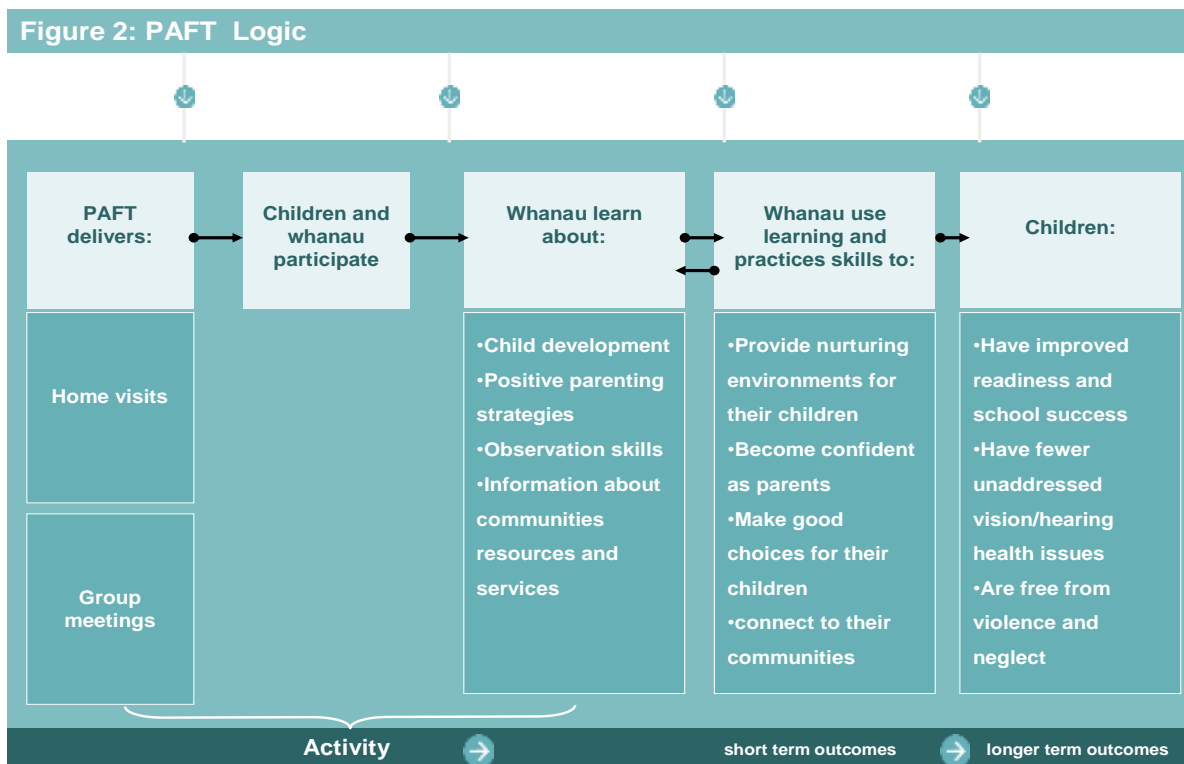 Figure 2: PAFT Logic
PAFT
delivers:
Children and
whanau
participate
Whanau learn
about:
Whanau use
learning and
practices skills to:
Children:
Home visits
Group
meetings
•Child development
•Positive parenting
strategies
•Observation skills
•Information about
communities
resources and
services
•Provide nurturing
environments for
their children
•Become confident
as parents
•Make good
choices for their
children
•connect to their
communities
•Have improved
readiness and
school success
•Have fewer
unaddressed
vision/hearing
health issues
•Are free from
violence and
neglect
Activity
short term outcomes
longer term outcomes